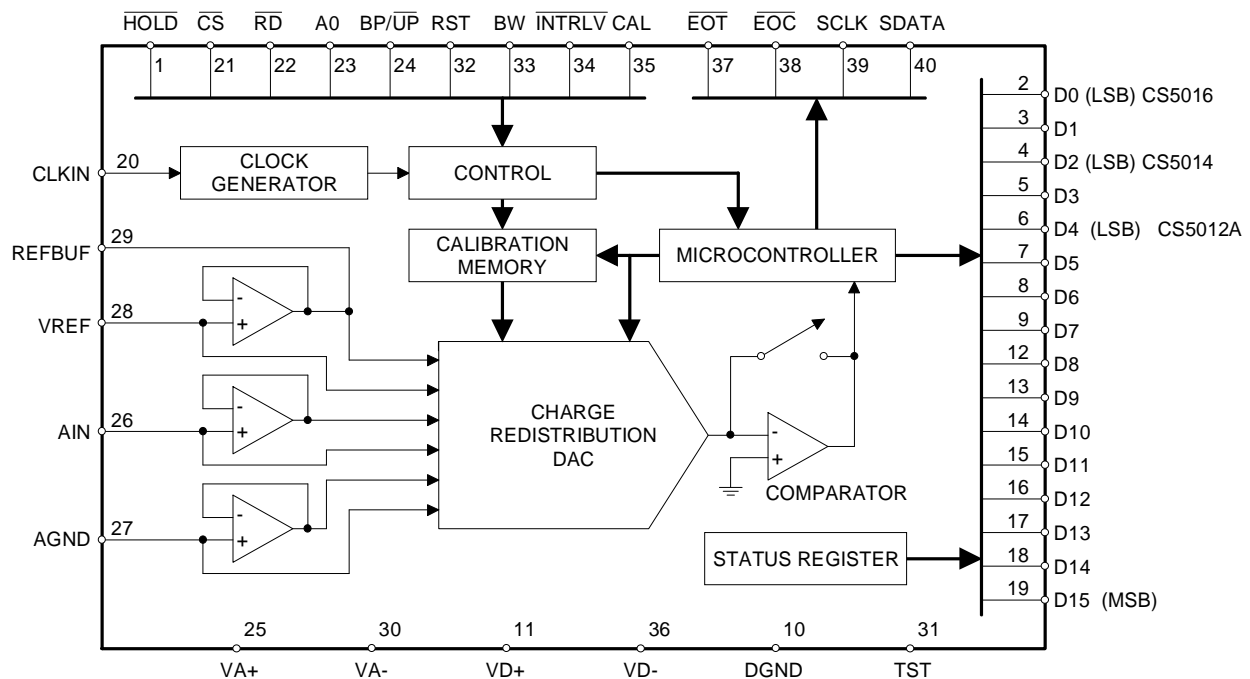 HOLD CS RD A0 BP/UP RST BW INTRLV CAL EOT EOC SCLK SDATA
1 21 22 23 24 32 33 34 35 37 38 39 40
2 D0 (LSB) CS5016
3 D1
4 D2 (LSB) CS5014
5 D3
6 D4 (LSB) CS5012A
7 D5
8 D6
9 D7
12 D8
13 D9
14 D10
15 D11
16 D12
17 D13
18 D14
19 D15 (MSB)
CLKIN 20
CLOCK
GENERATOR
CONTROL
REFBUF 29
CALIBRATION
MEMORY
MICROCONTROLLER
VREF 28
-
+
AIN 26
-
+
AGND 27
-
+
CHARGE
REDISTRIBUTION
DAC
-
+
COMPARATOR
STATUS REGISTER
25 30 11 36 10 31
VA+ VA- VD+ VD- DGND TST